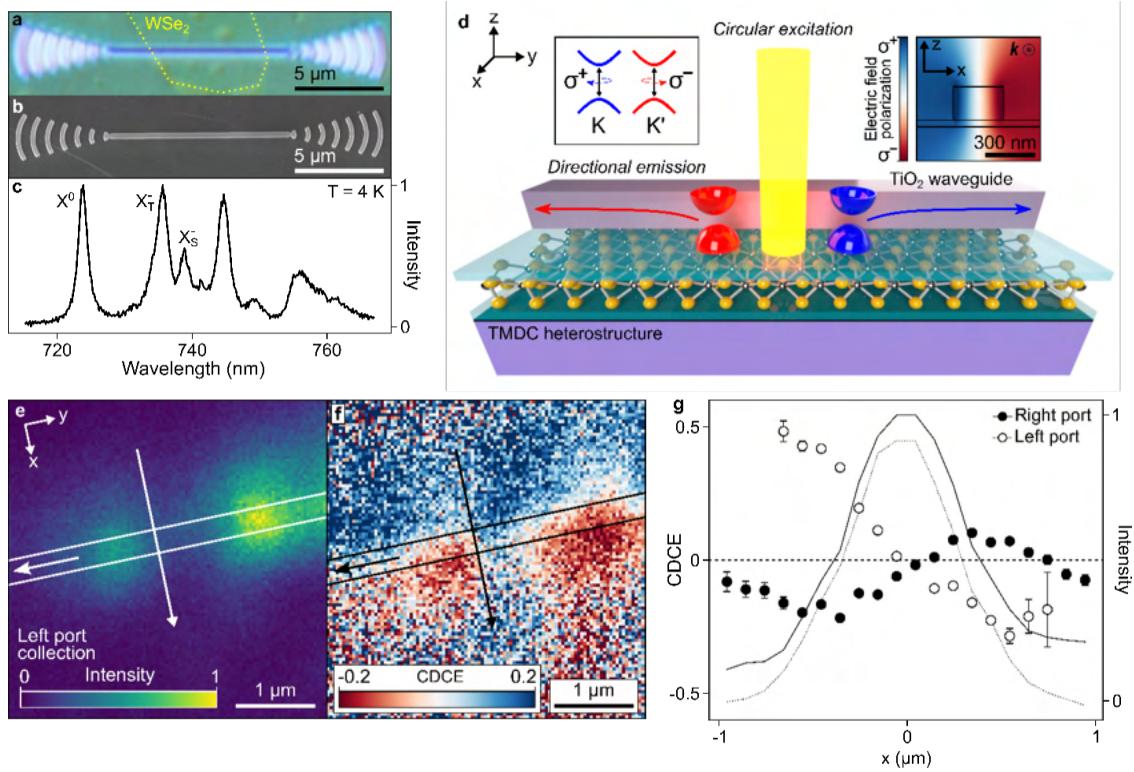 a
WSe₂
5 μm
b
5 μm
c
T = 4 K
X⁰
X⁻T
X⁻S
1
Intensity
0
720
740
760
Wavelength (nm)
d
z
y
x
Circular excitation
σ⁺
σ⁻
K
K'
Electric field
polarization
σ⁺
σ⁻
z
x
k
300 nm
Directional emission
TiO₂ waveguide
TMDC heterostructure
e
y
x
Left port
collection
0
Intensity
1
1 μm
f
-0.2
CDCE
0.2
1 μm
g
Right port
Left port
0.5
0
-0.5
CDCE
1
Intensity
0
-1
0
1
x (μm)